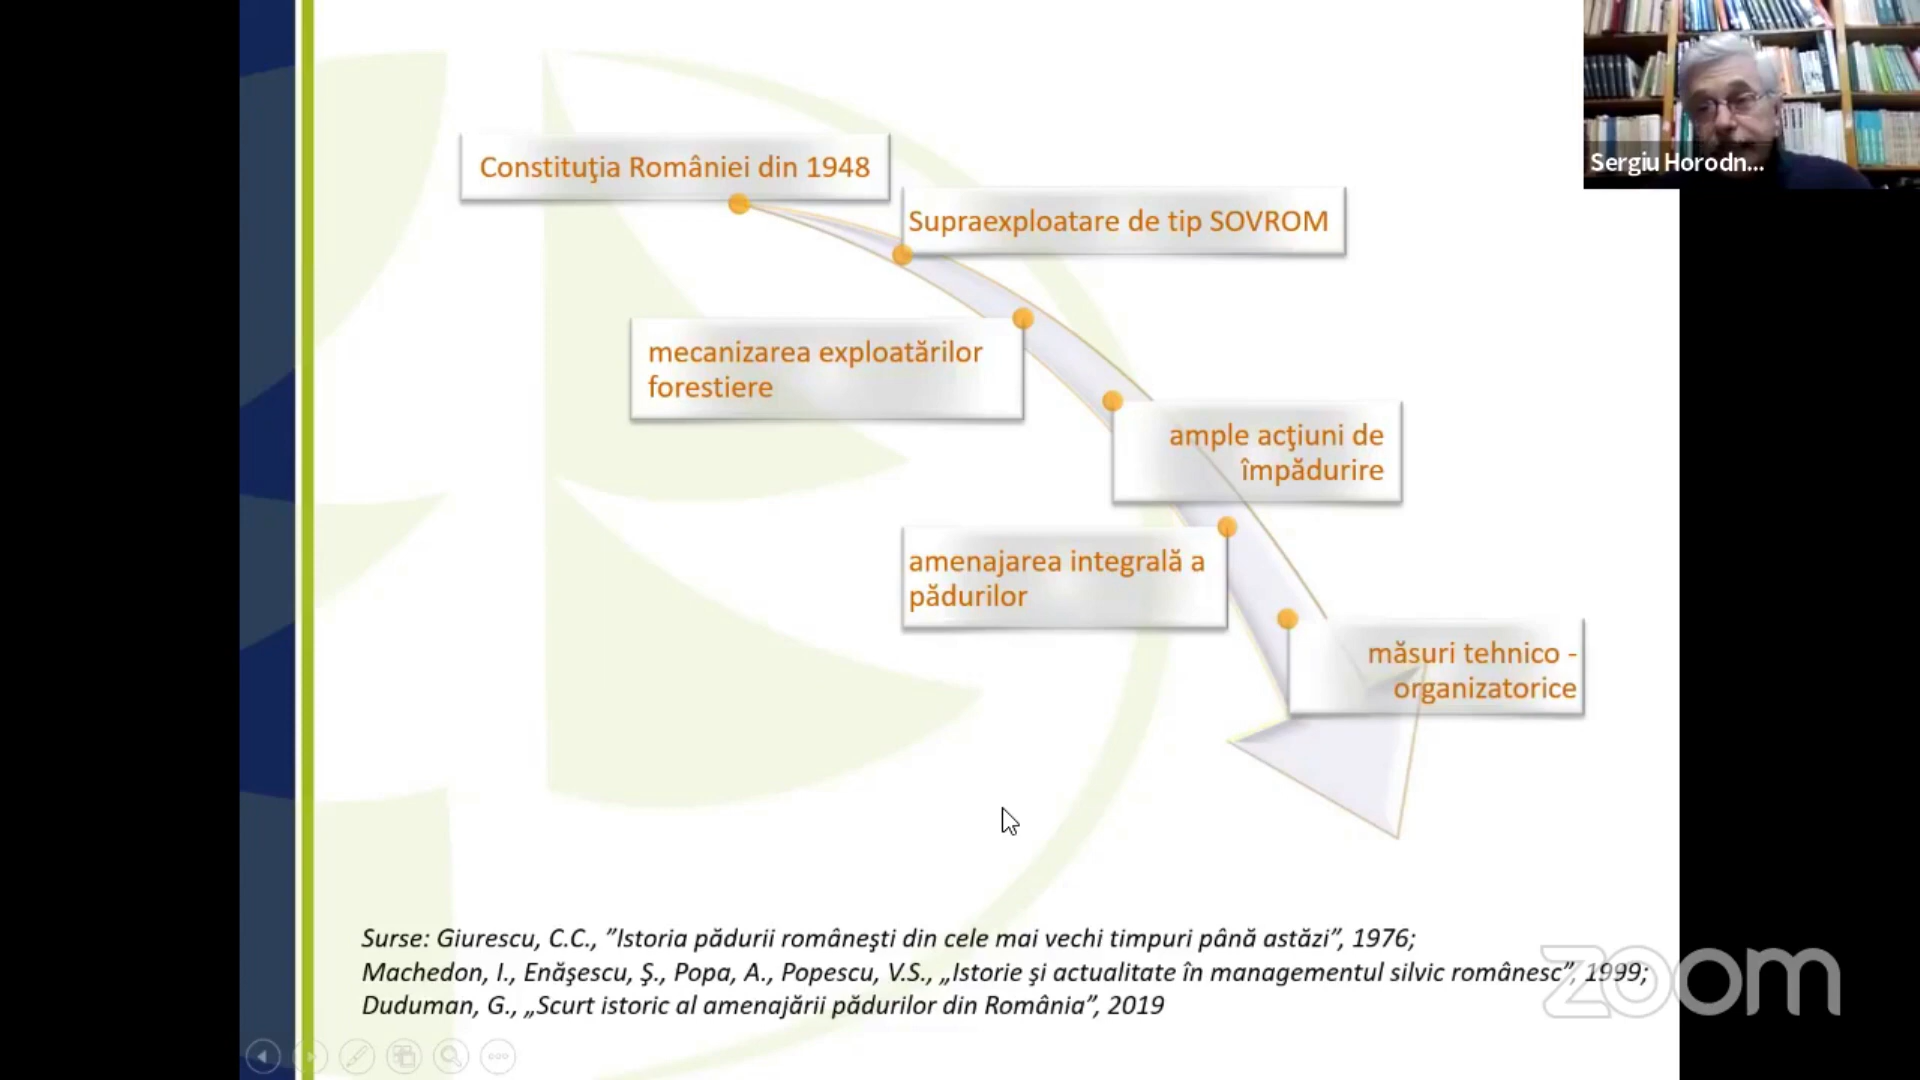 Constituţia României din 1948
Supraexploatare de tip SOVROM
mecanizarea exploatărilor
forestiere
ample acţiuni de
împădurire
amenajarea integrală a
pădurilor
măsuri tehnico -
organizatorice
Surse: Giurescu, C.C., ”Istoria pădurii româneşti din cele mai vechi timpuri până astăzi”, 1976;
Machedon, I., Enăşescu, Ş., Popa, A., Popescu, V.S., „Istorie şi actualitate în managementul silvic românesc”, 1999;
Duduman, G., „Scurt istoric al amenajării pădurilor din România”, 2019
Sergiu Horodn...
zoom